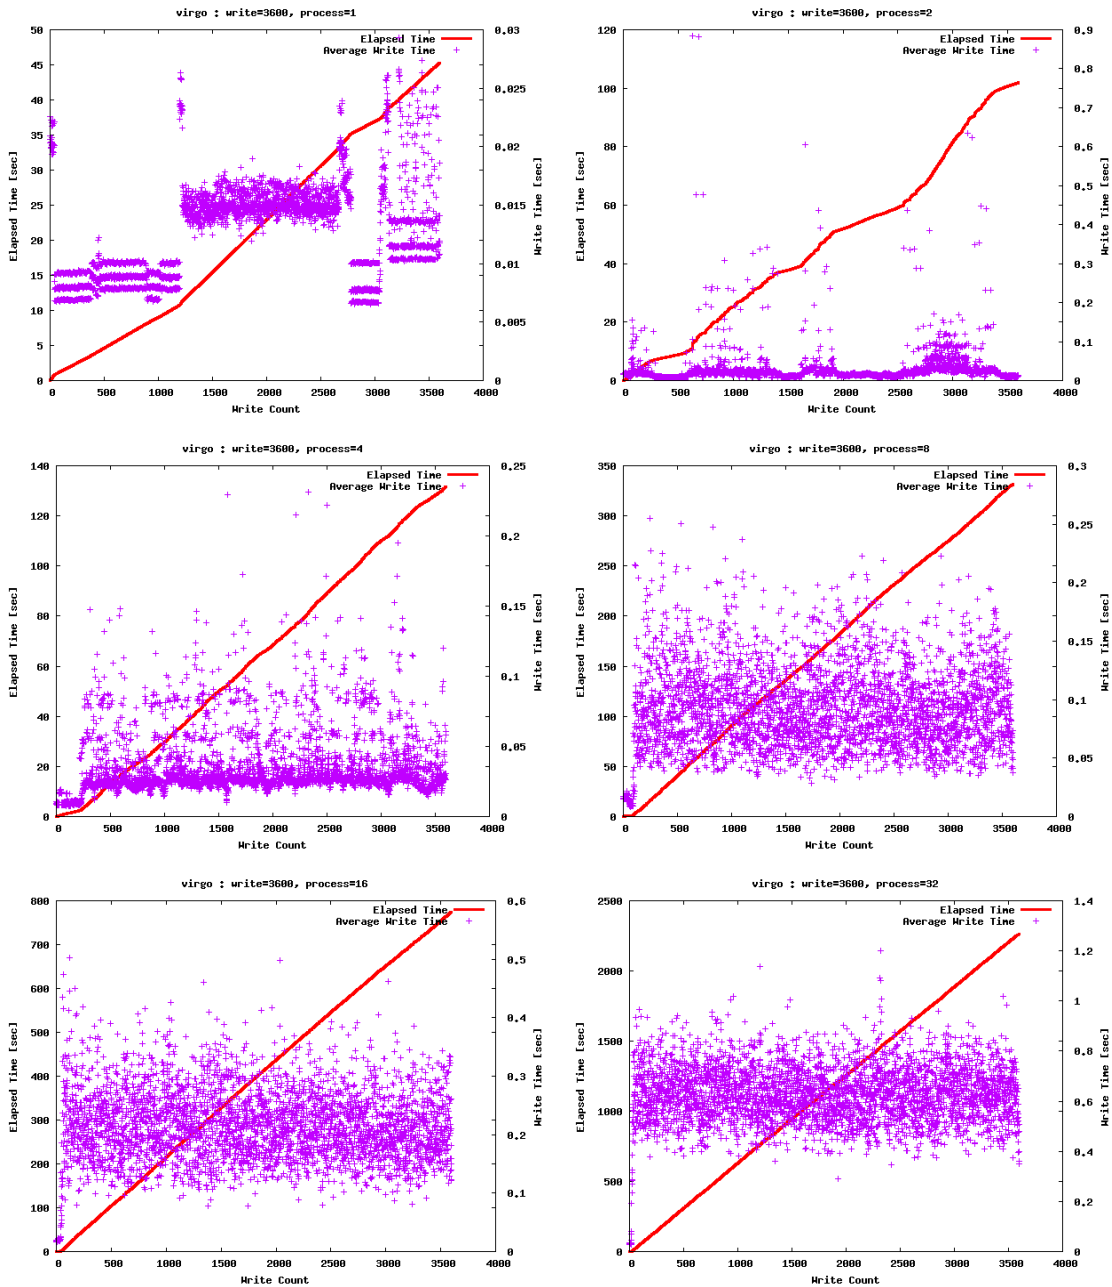 virgo : write=3600, process=1
Elapsed Time
Average Write Time
Elapsed Time [sec]
Write Time [sec]
0 5 10 15 20 25 30 35 40 45 50
0 0.005 0.01 0.015 0.02 0.025 0.03
0 500 1000 1500 2000 2500 3000 3500 4000
Write Count
virgo : write=3600, process=2
Elapsed Time
Average Write Time
Elapsed Time [sec]
Write Time [sec]
0 20 40 60 80 100 120
0 0.1 0.2 0.3 0.4 0.5 0.6 0.7 0.8 0.9
0 500 1000 1500 2000 2500 3000 3500 4000
Write Count
virgo : write=3600, process=4
Elapsed Time
Average Write Time
Elapsed Time [sec]
Write Time [sec]
0 20 40 60 80 100 120 140
0 0.05 0.1 0.15 0.2 0.25
0 500 1000 1500 2000 2500 3000 3500 4000
Write Count
virgo : write=3600, process=8
Elapsed Time
Average Write Time
Elapsed Time [sec]
Write Time [sec]
0 50 100 150 200 250 300 350
0 0.05 0.1 0.15 0.2 0.25 0.3
0 500 1000 1500 2000 2500 3000 3500 4000
Write Count
virgo : write=3600, process=16
Elapsed Time
Average Write Time
Elapsed Time [sec]
Write Time [sec]
0 100 200 300 400 500 600 700 800
0 0.1 0.2 0.3 0.4 0.5 0.6
0 500 1000 1500 2000 2500 3000 3500 4000
Write Count
virgo : write=3600, process=32
Elapsed Time
Average Write Time
Elapsed Time [sec]
Write Time [sec]
0 500 1000 1500 2000 2500
0 0.2 0.4 0.6 0.8 1 1.2 1.4
0 500 1000 1500 2000 2500 3000 3500 4000
Write Count